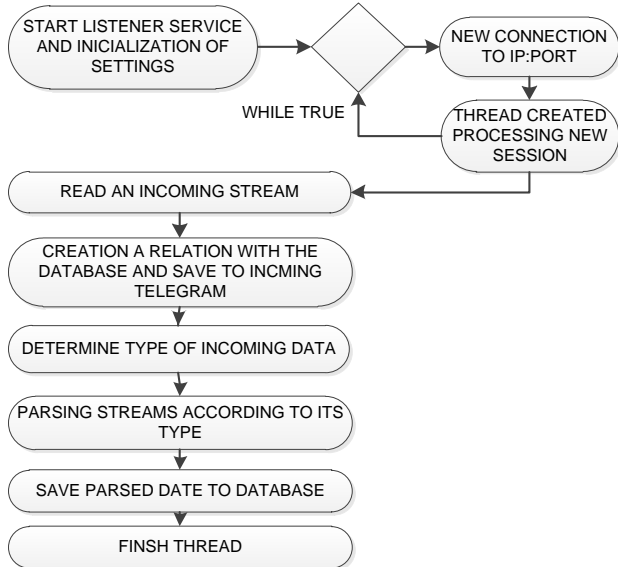 START LISTENER SERVICE
AND INICIALIZATION OF
SETTINGS
NEW CONNECTION
TO IP:PORT
WHILE TRUE
THREAD CREATED
PROCESSING NEW
SESSION
READ AN INCOMING STREAM
CREATION A RELATION WITH THE
DATABASE AND SAVE TO INCMING
TELEGRAM
DETERMINE TYPE OF INCOMING DATA
PARSING STREAMS ACCORDING TO ITS
TYPE
SAVE PARSED DATE TO DATABASE
FINSH THREAD